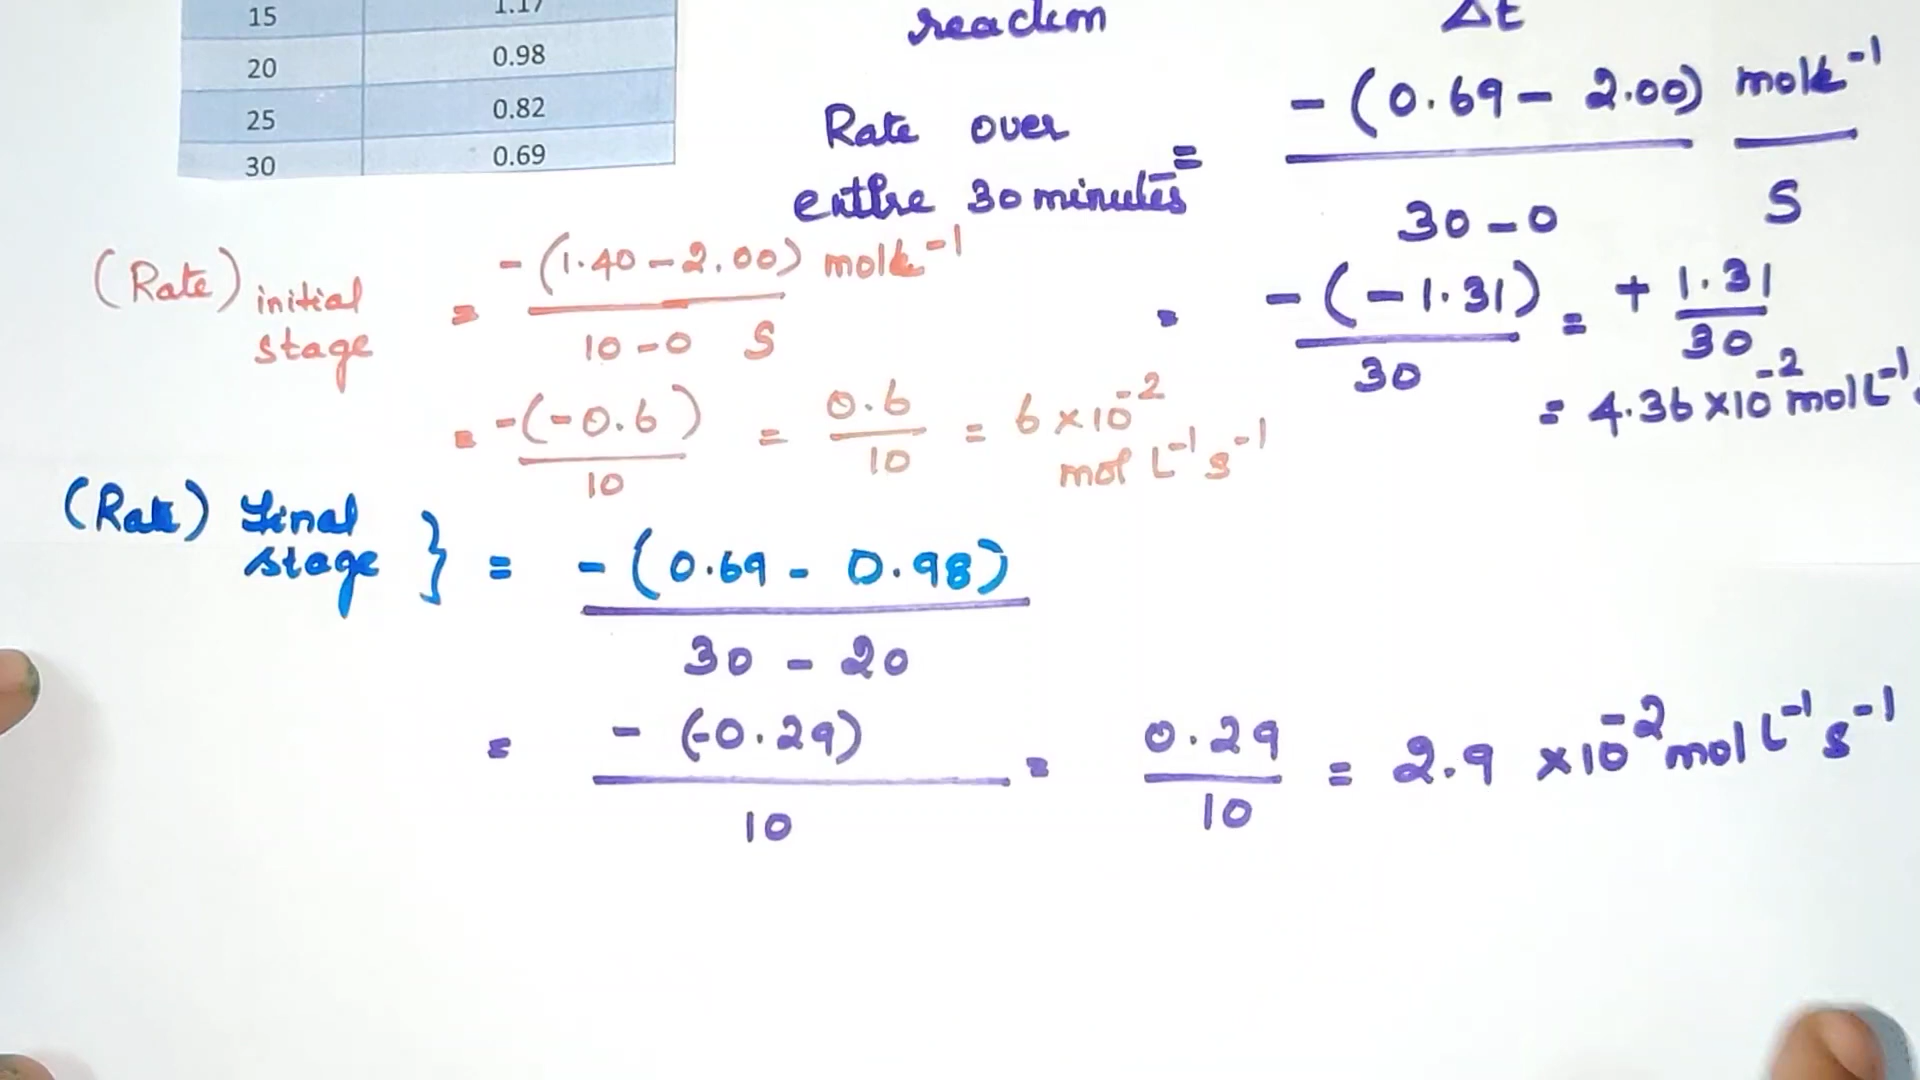 15 1.17
20 0.98
25 0.82
30 0.69
reaction Δt
Rate over entire 30 minutes = -(0.69 - 2.00) mol L⁻¹ / 30 - 0 S
= -(-1.31) / 30 = + 1.31 / 30
= 4.36 × 10⁻² mol L⁻¹
(Rate) initial stage = -(1.40 - 2.00) mol L⁻¹ / 10 - 0 S
= -(-0.6) / 10 = 0.6 / 10 = 6 × 10⁻² mol L⁻¹ s⁻¹
(Rate) final stage } = -(0.69 - 0.98) / 30 - 20
= -(-0.29) / 10 = 0.29 / 10 = 2.9 × 10⁻² mol L⁻¹ s⁻¹